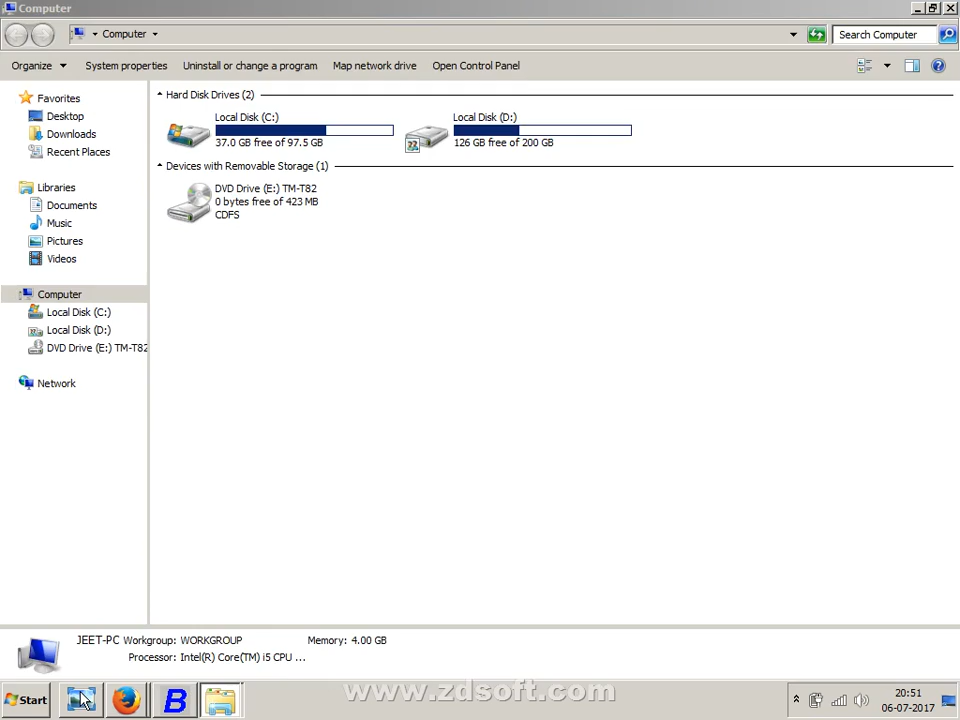 Computer
Computer
Search Computer
Organize System properties Uninstall or change a program Map network drive Open Control Panel
Favorites
Desktop
Downloads
Recent Places
Libraries
Documents
Music
Pictures
Videos
Computer
Local Disk (C:)
Local Disk (D:)
DVD Drive (E:) TM-T82
Network
Hard Disk Drives (2)
Local Disk (C:)
37.0 GB free of 97.5 GB
Local Disk (D:)
126 GB free of 200 GB
Devices with Removable Storage (1)
DVD Drive (E:) TM-T82
0 bytes free of 423 MB
CDFS
JEET-PC Workgroup: WORKGROUP Memory: 4.00 GB
Processor: Intel(R) Core(TM) i5 CPU ...
Start
B
www.zdsoft.com
20:51
06-07-2017